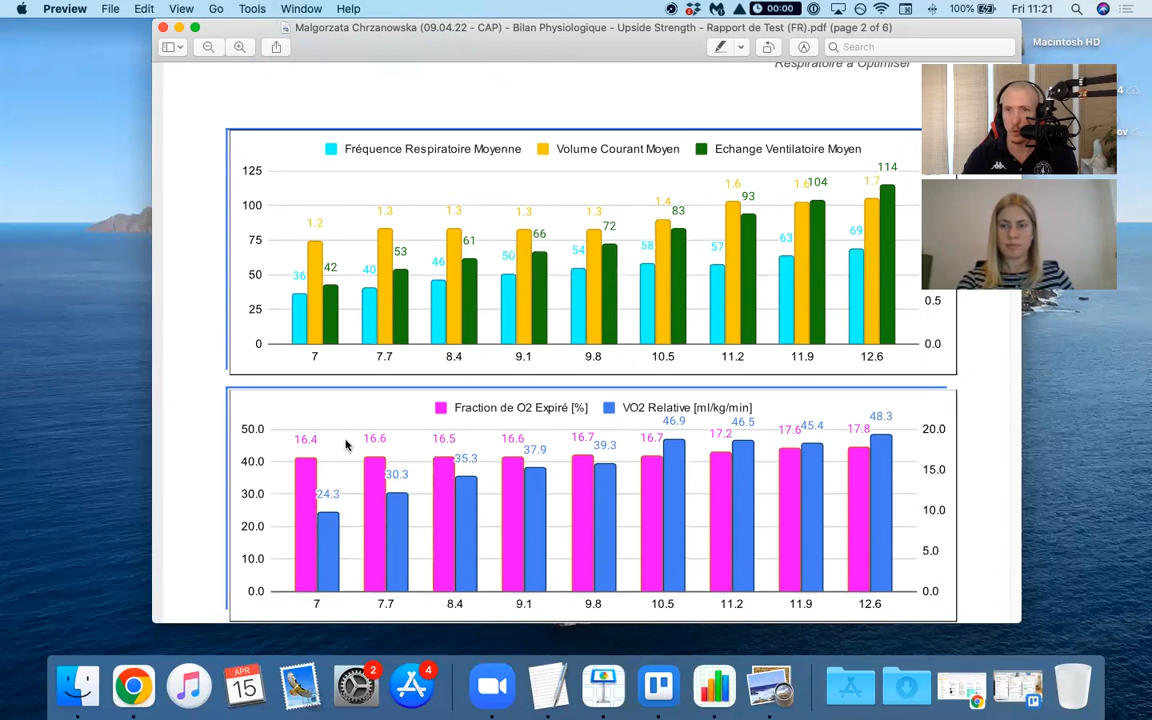 Preview File Edit View Go Tools Window Help 00:00 100% Fri 11:21
Malgorzata Chrzanowska (09.04.22 - CAP) - Bilan Physiologique - Upside Strength - Rapport de Test (FR).pdf (page 2 of 6)
Macintosh HD
Search
Respiratoire à Optimiser
4
ov
Fréquence Respiratoire Moyenne Volume Courant Moyen Echange Ventilatoire Moyen
125
100
75
50
25
0
0.5
0.0
36 1.2 42
40 1.3 53
46 1.3 61
50 1.3 66
54 1.3 72
58 1.4 83
57 1.6 93
63 1.6 104
69 1.7 114
7 7.7 8.4 9.1 9.8 10.5 11.2 11.9 12.6
Fraction de O2 Expiré [%] VO2 Relative [ml/kg/min]
50.0
40.0
30.0
20.0
10.0
0.0
20.0
15.0
10.0
5.0
0.0
16.4 24.3
16.6 30.3
16.5 35.3
16.6 37.9
16.7 39.3
16.7 46.9
17.2 46.5
17.6 45.4
17.8 48.3
7 7.7 8.4 9.1 9.8 10.5 11.2 11.9 12.6
APR
15
2
4